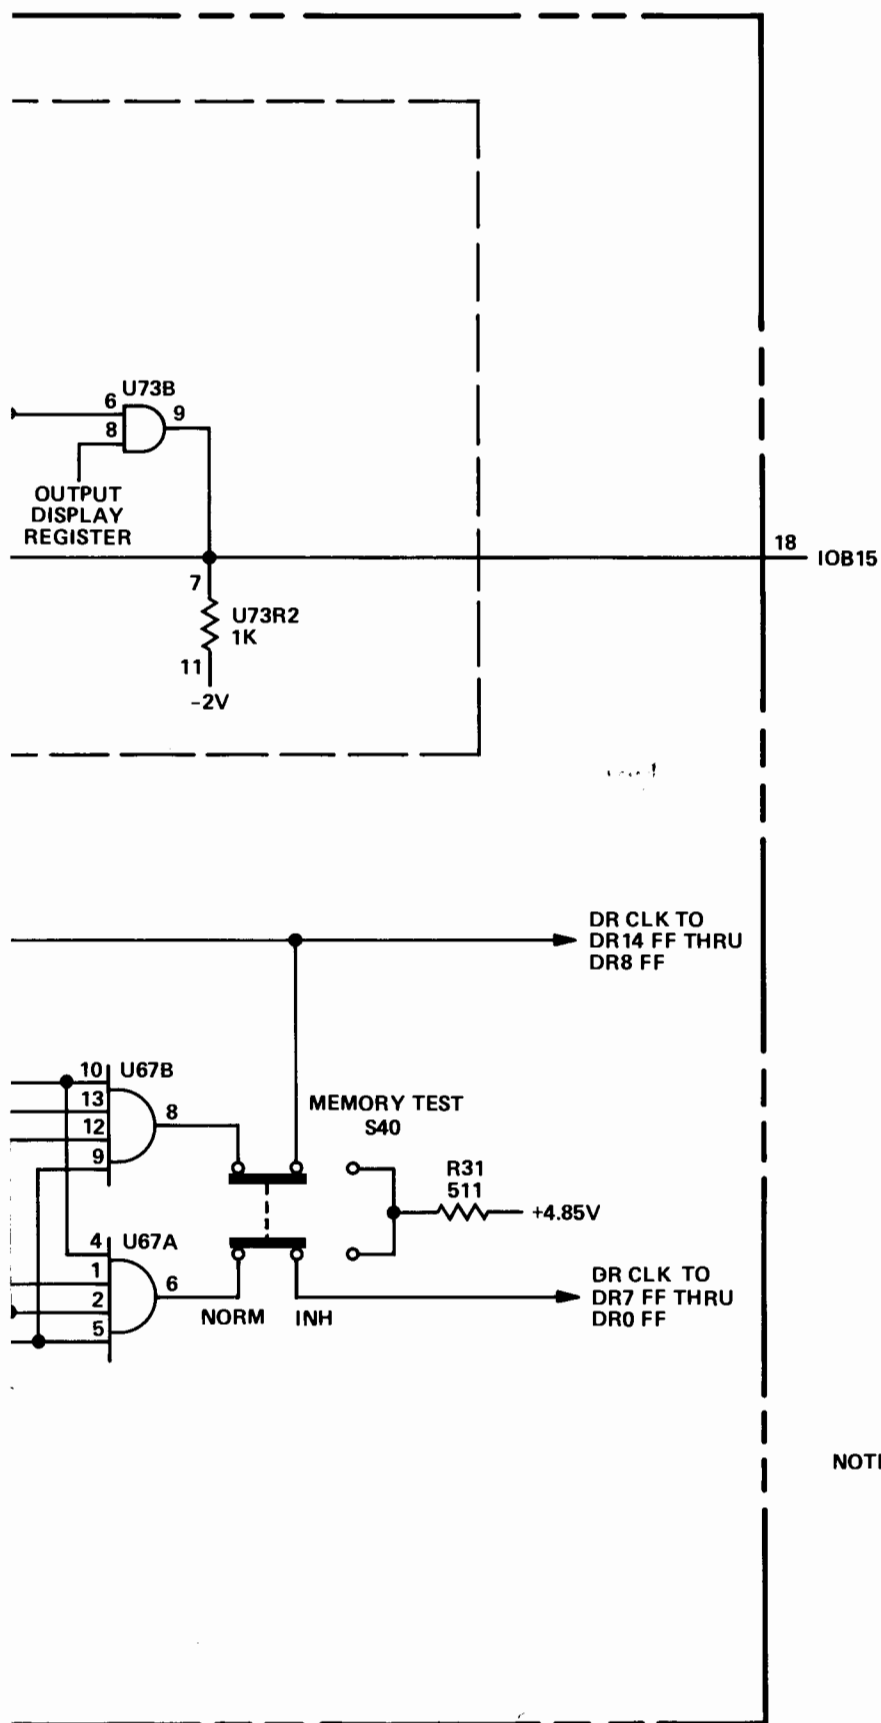 U73B
6
9
8
OUTPUT
DISPLAY
REGISTER
18
IOB15
7
U73R2
1K
11
-2V
DR CLK TO
DR14 FF THRU
DR8 FF
10
U67B
13
8
12
9
MEMORY TEST
S40
R31
511
+4.85V
4
U67A
1
6
2
5
NORM
INH
DR CLK TO
DR7 FF THRU
DR0 FF